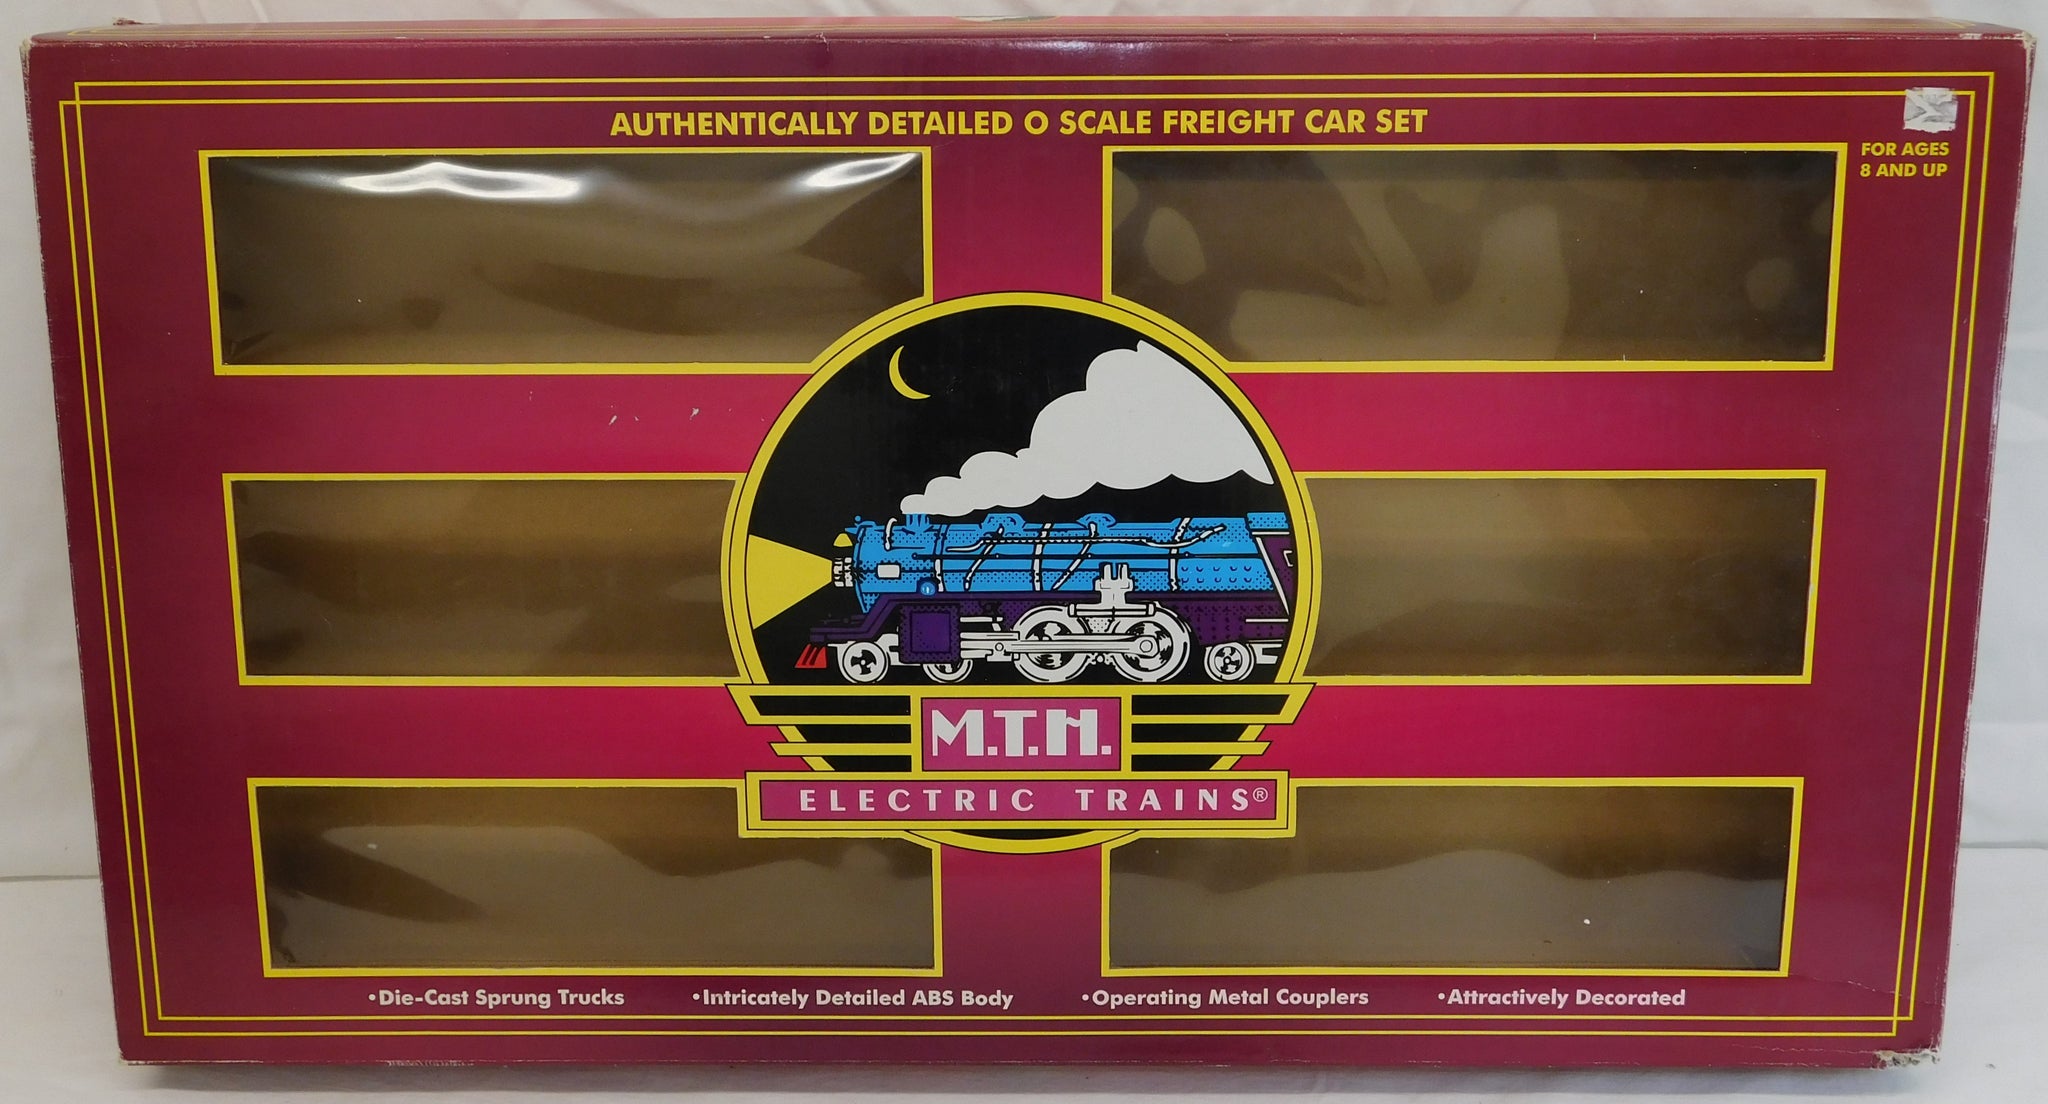 AUTHENTICALLY DETAILED O SCALE FREIGHT CAR SET
FOR AGES
8 AND UP
M.T.H.
ELECTRIC TRAINS®
•Die-Cast Sprung Trucks •Intricately Detailed ABS Body •Operating Metal Couplers •Attractively Decorated